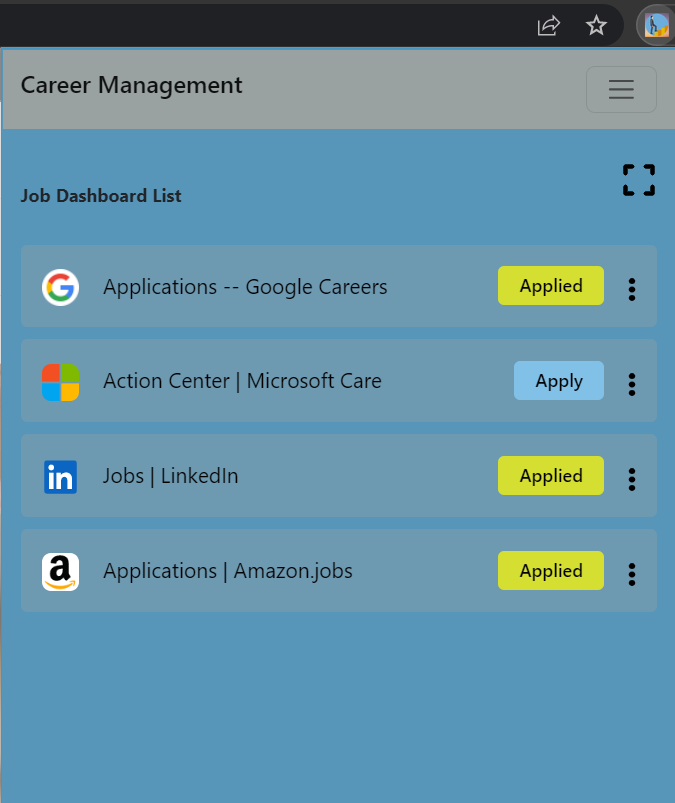 Career Management
Job Dashboard List
Applications -- Google Careers
Applied
Action Center | Microsoft Care
Apply
Jobs | LinkedIn
Applied
Applications | Amazon.jobs
Applied